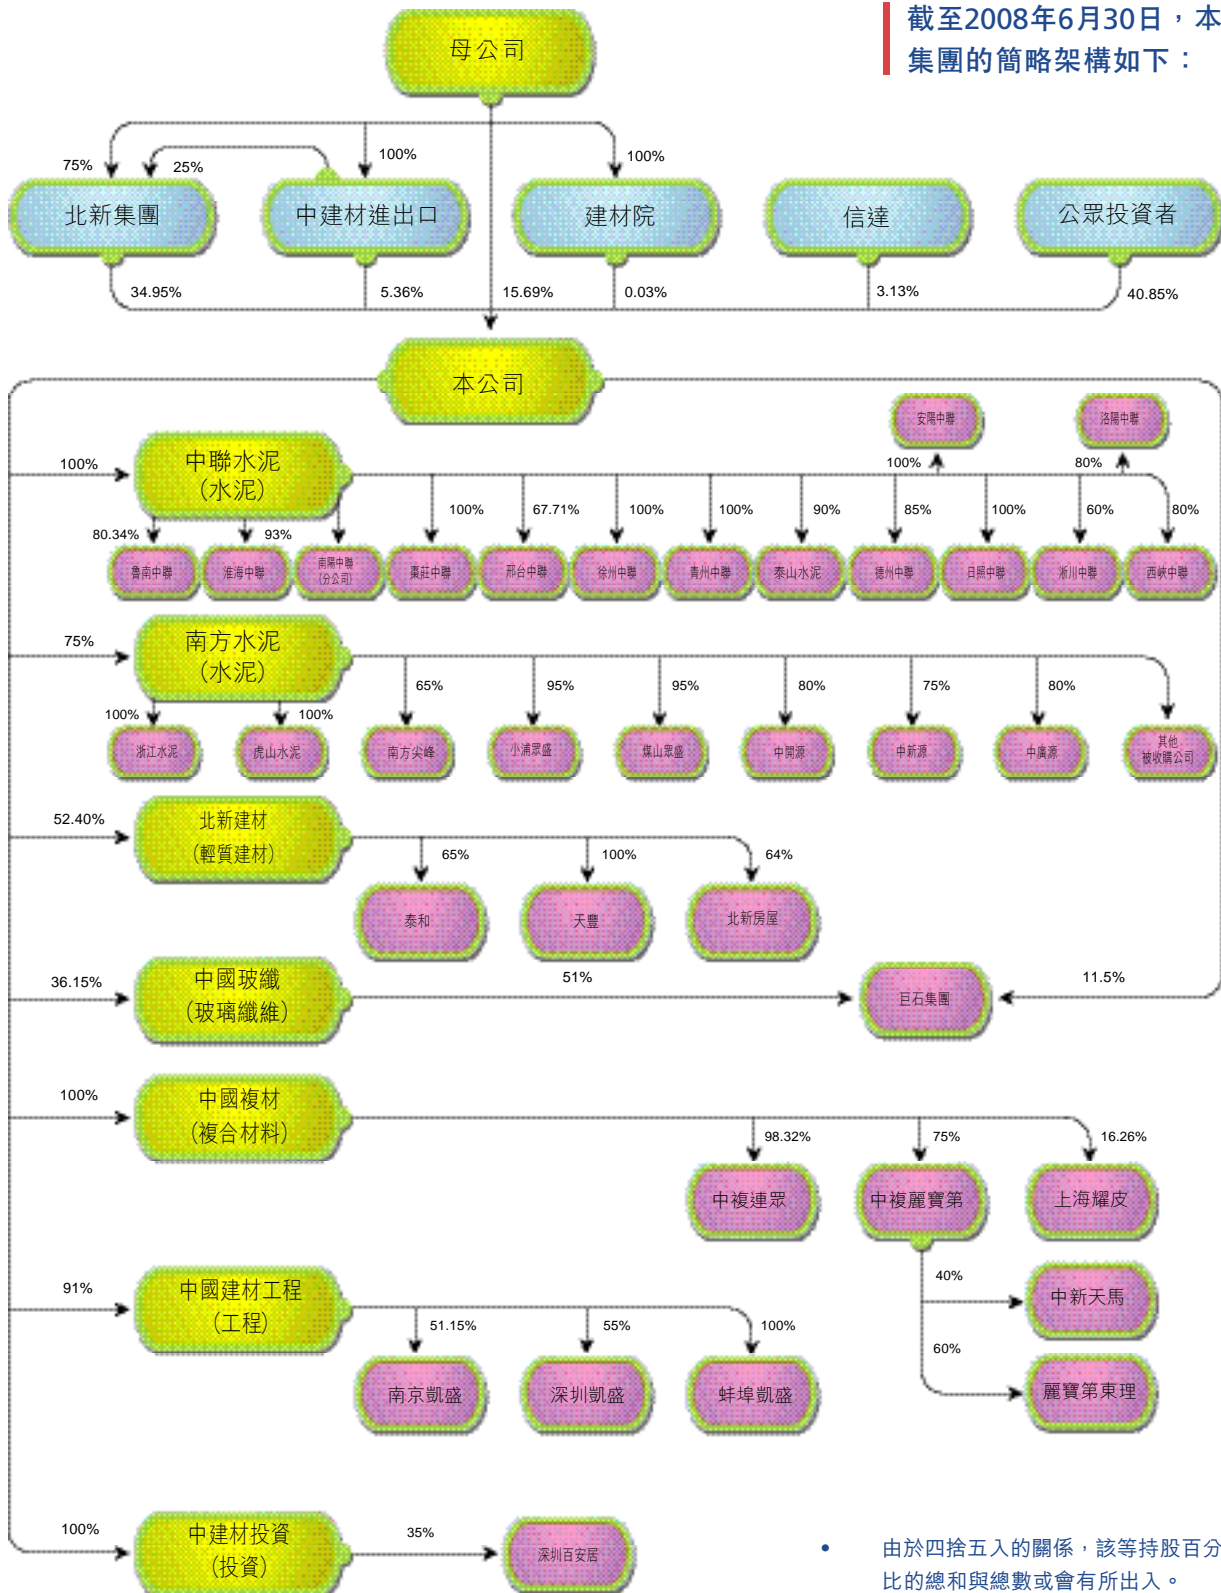 截至2008年6月30日，本
集團的簡略架構如下：
母公司
75%
25%
100%
100%
北新集團
中建材進出口
建材院
信達
公眾投資者
34.95%
5.36%
15.69%
0.03%
3.13%
40.85%
本公司
安陽中聯
洛陽中聯
100%
中聯水泥
(水泥)
100%
80%
80.34%
93%
100%
67.71%
100%
100%
90%
85%
100%
60%
80%
魯南中聯
淮海中聯
南陽中聯
(分公司)
棗莊中聯
邢台中聯
徐州中聯
青州中聯
泰山水泥
德州中聯
日照中聯
淅川中聯
西峽中聯
75%
南方水泥
(水泥)
100%
100%
65%
95%
95%
80%
75%
80%
浙江水泥
虎山水泥
南方尖峰
小浦眾盛
煤山眾盛
中開源
中新源
中廣源
其他
被收購公司
52.40%
北新建材
(輕質建材)
65%
100%
64%
泰和
天豐
北新房屋
36.15%
中國玻纖
(玻璃纖維)
51%
巨石集團
11.5%
100%
中國複材
(複合材料)
98.32%
75%
16.26%
中複連眾
中複麗寶第
上海耀皮
40%
中新天馬
60%
麗寶第東理
91%
中國建材工程
(工程)
51.15%
55%
100%
南京凱盛
深圳凱盛
蚌埠凱盛
100%
中建材投資
(投資)
35%
深圳百安居
• 由於四捨五入的關係，該等持股百分
比的總和與總數或會有所出入。